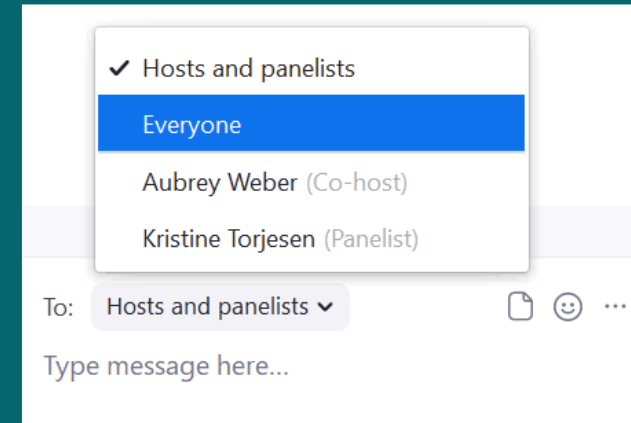 Hosts and panelists
Everyone
Aubrey Weber (Co-host)
Kristine Torjesen (Panelist)
To: Hosts and panelists
Type message here...